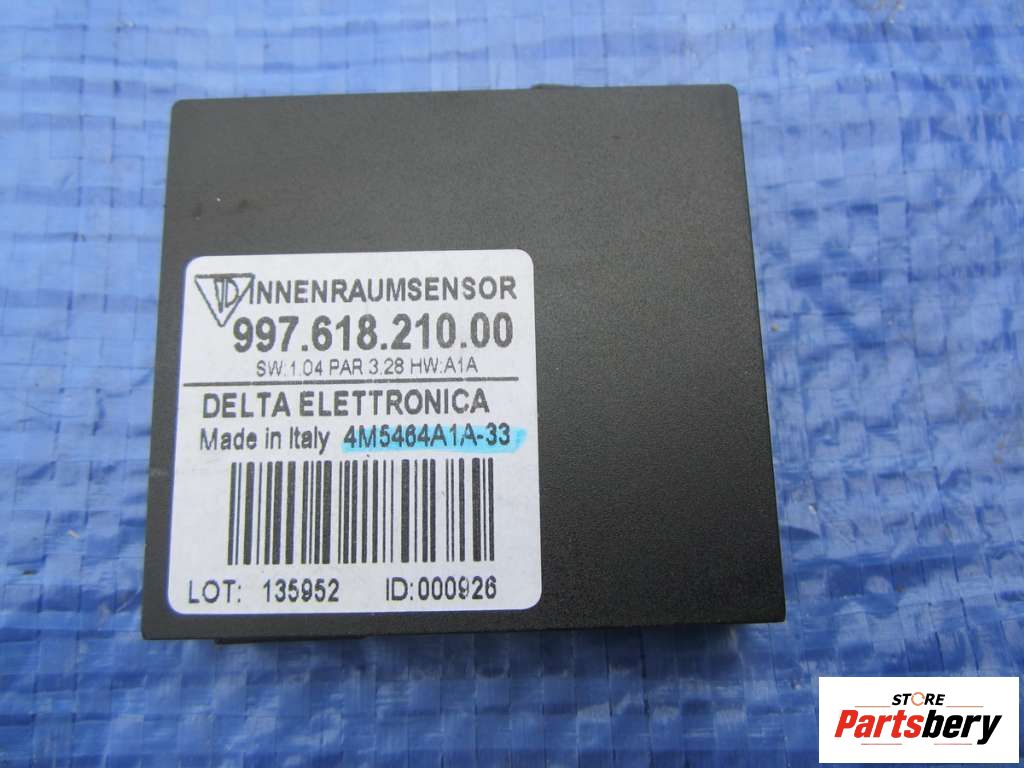 INNENRAUMSENSOR
997.618.210.00
SW:1.04 PAR 3.28 HW:A1A
DELTA ELETTRONICA
Made in Italy 4M5464A1A-33
LOT: 135952 ID:000926
STORE
Partsbery